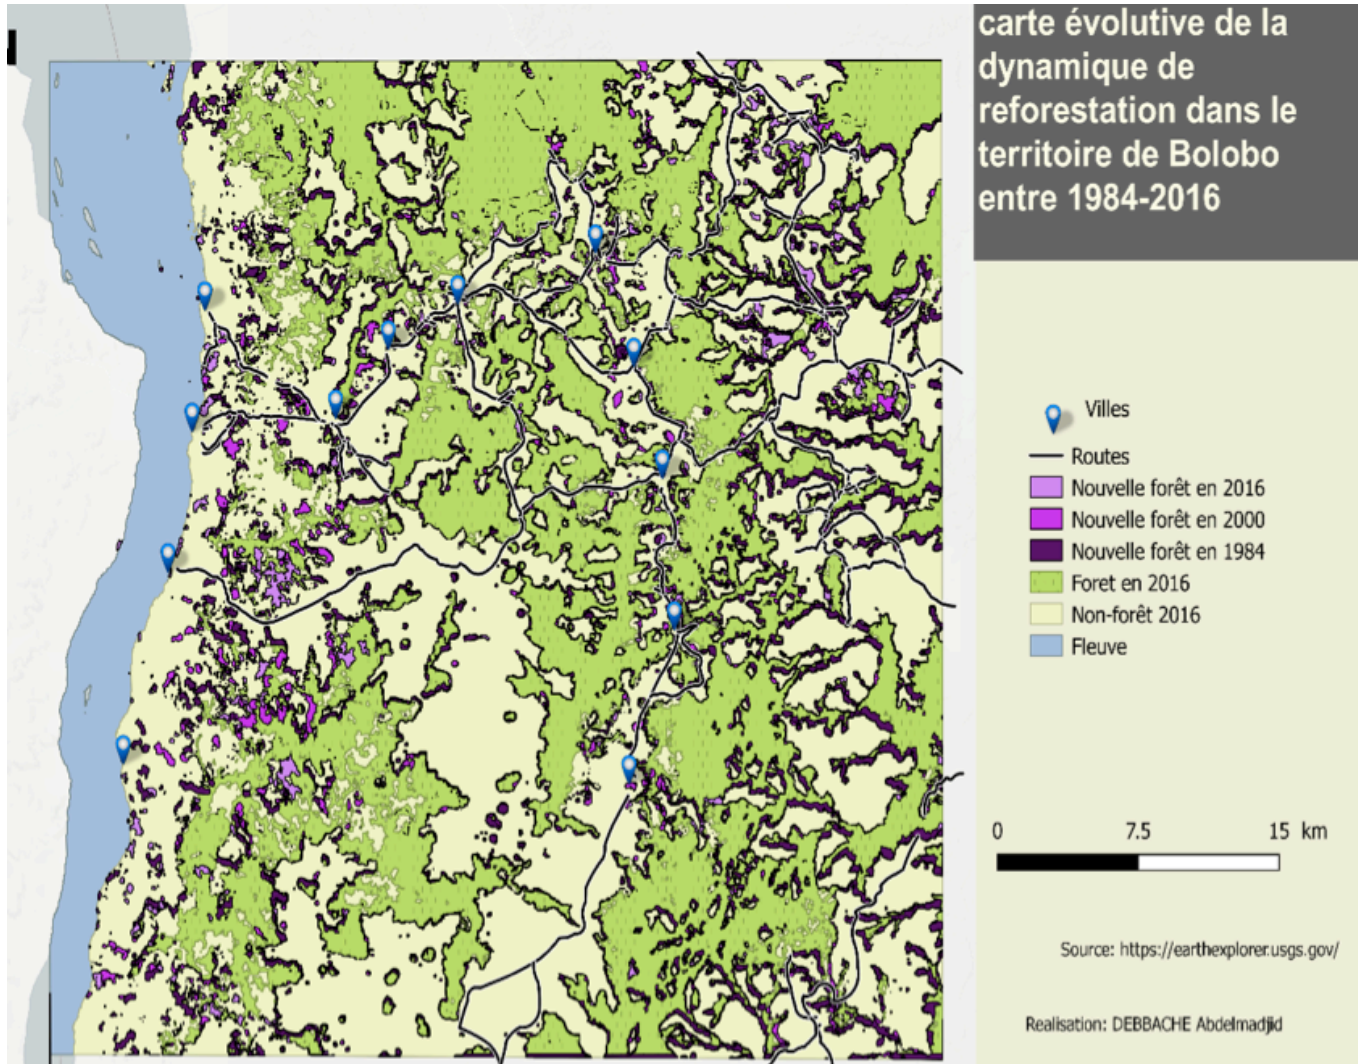 carte évolutive de la
dynamique de
reforestation dans le
territoire de Bolobo
entre 1984-2016
Villes
Routes
Nouvelle forêt en 2016
Nouvelle forêt en 2000
Nouvelle forêt en 1984
Foret en 2016
Non-forêt 2016
Fleuve
0 7.5 15 km
Source: https://earthexplorer.usgs.gov/
Realisation: DEBBACHE Abdelmadjid